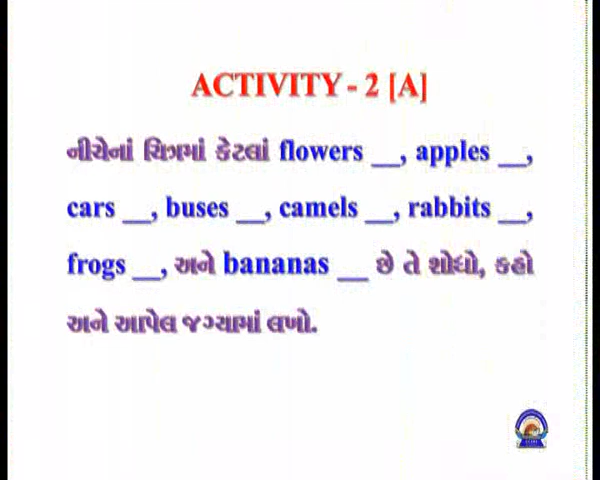 ACTIVITY - 2 [A]
નીચેનાં ચિત્રમાં કેટલાં flowers __, apples __,
cars __, buses __, camels __, rabbits __,
frogs __, અને bananas __ છે તે શોધો, કહો
અને આપેલ જગ્યામાં લખો.